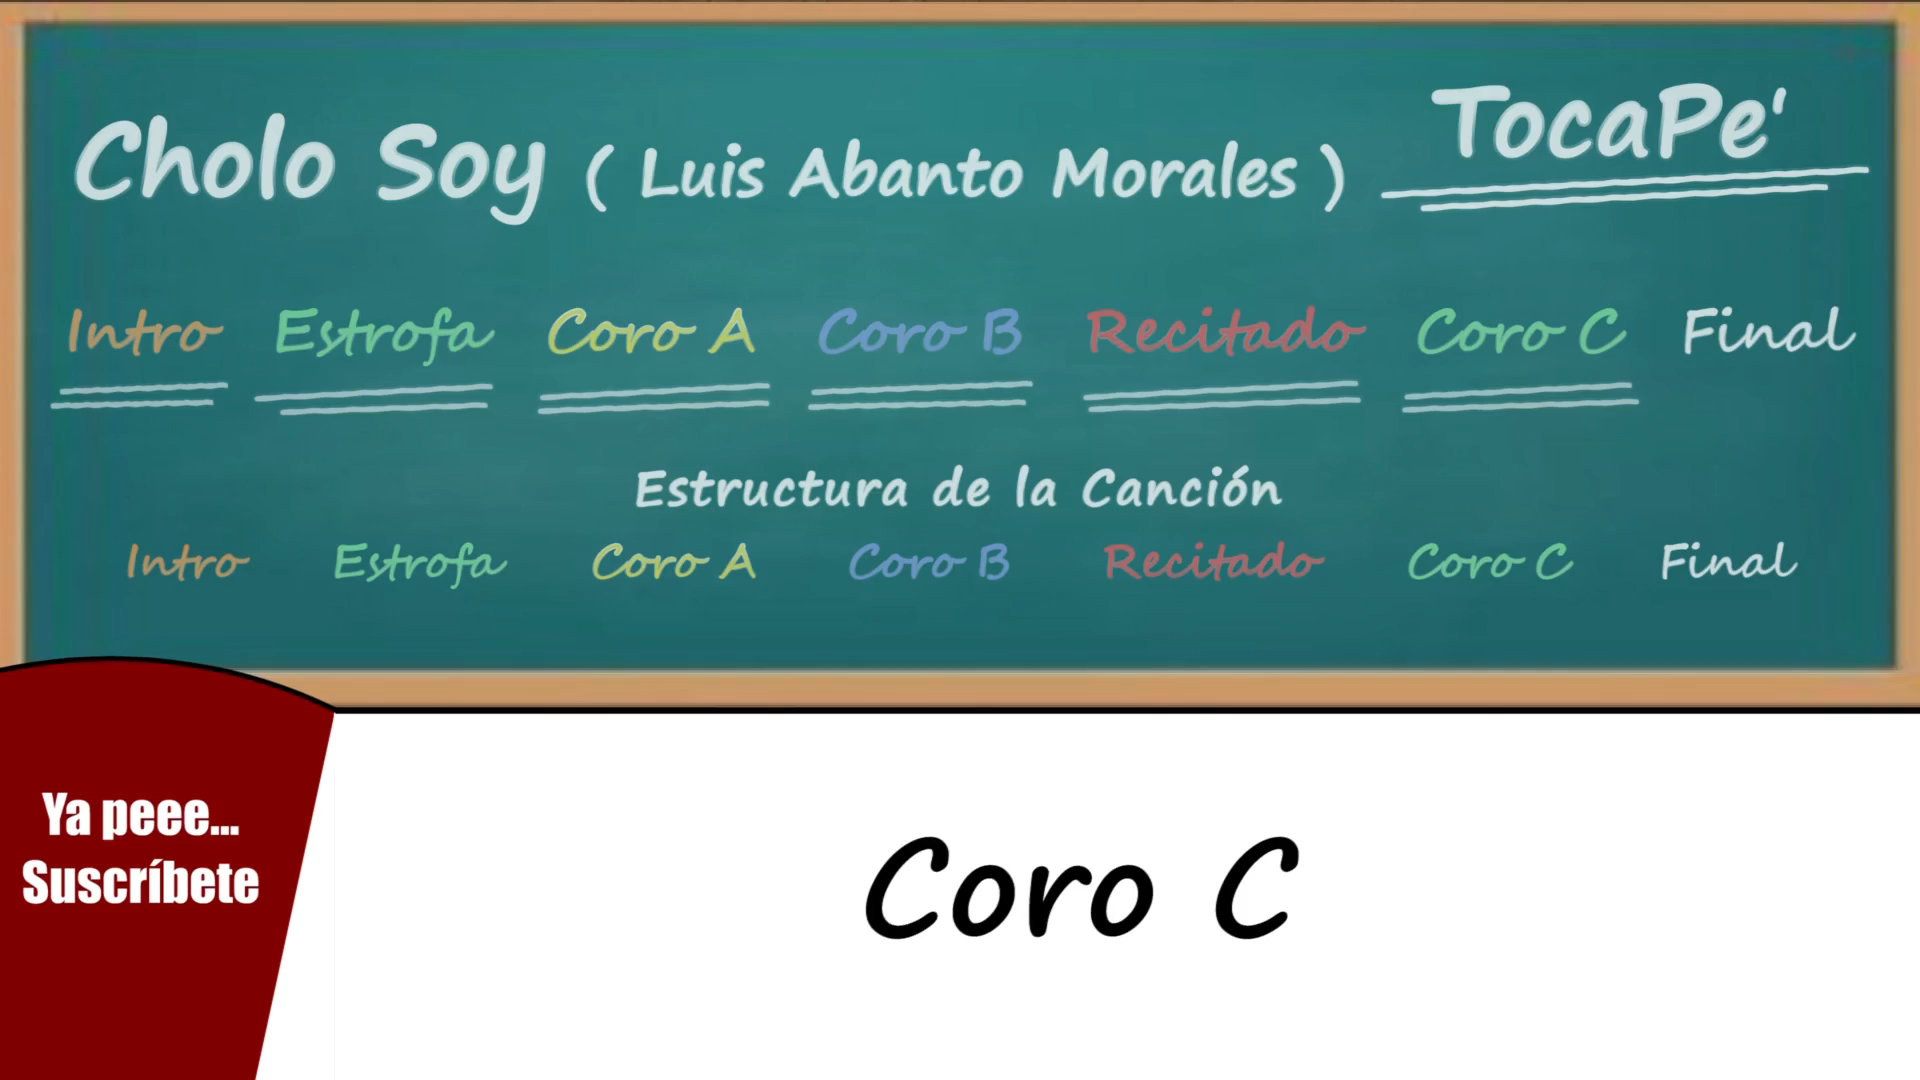 Cholo Soy ( Luis Abanto Morales ) TocaPe'
Intro Estrofa Coro A Coro B Recitado Coro C Final
Estructura de la Canción
Intro Estrofa Coro A Coro B Recitado Coro C Final
Ya peee...
Suscríbete
Coro C